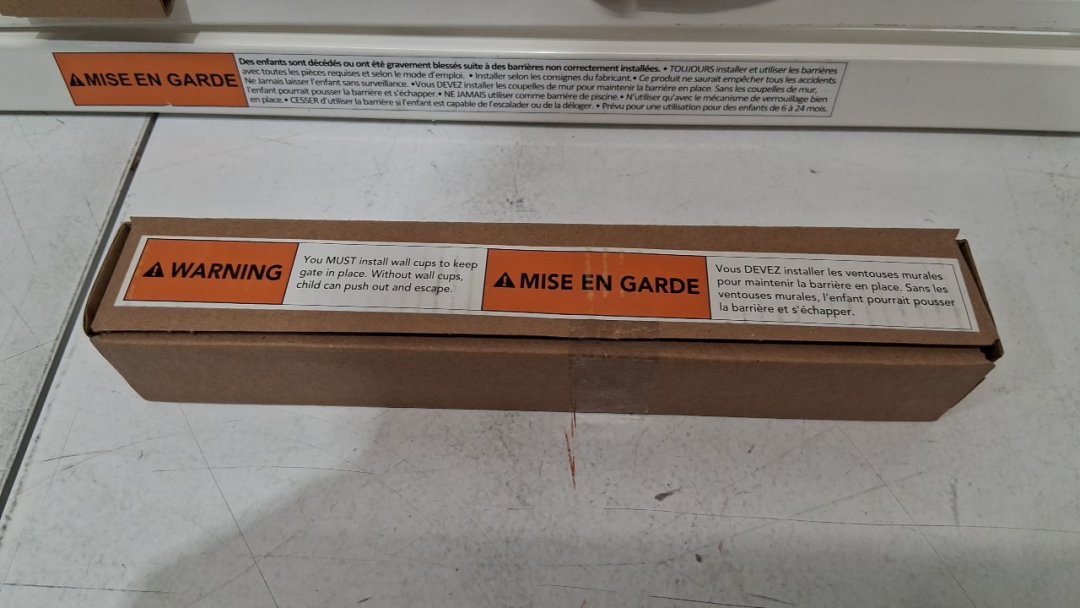 ⚠MISE EN GARDE
Des enfants sont décédés ou ont été gravement blessés suite à des barrières non correctement installées. • TOUJOURS installer et utiliser les barrières
avec toutes les pièces requises et selon le mode d'emploi. • Installer selon les consignes du fabricant. • Ce produit ne saurait empêcher tous les accidents.
Ne Jamais laisser l'enfant sans surveillance. •Vous DEVEZ installer les coupelles de mur pour maintenir la barrière en place. Sans les coupelles de mur,
l'enfant pourrait pousser la barrière et s'échapper.• NE JAMAIS utiliser comme barrière de piscine.• N'utiliser qu'avec le mécanisme de verrouillage bien
en place.• CESSER d'utiliser la barrière si l'enfant est capable de l'escalader ou de la déloger. • Prévu pour une utilisation pour des enfants de 6 à 24 mois.
⚠ WARNING
You MUST install wall cups to keep
gate in place. Without wall cups,
child can push out and escape.
⚠ MISE EN GARDE
Vous DEVEZ installer les ventouses murales
pour maintenir la barrière en place. Sans les
ventouses murales, l'enfant pourrait pousser
la barrière et s'échapper.